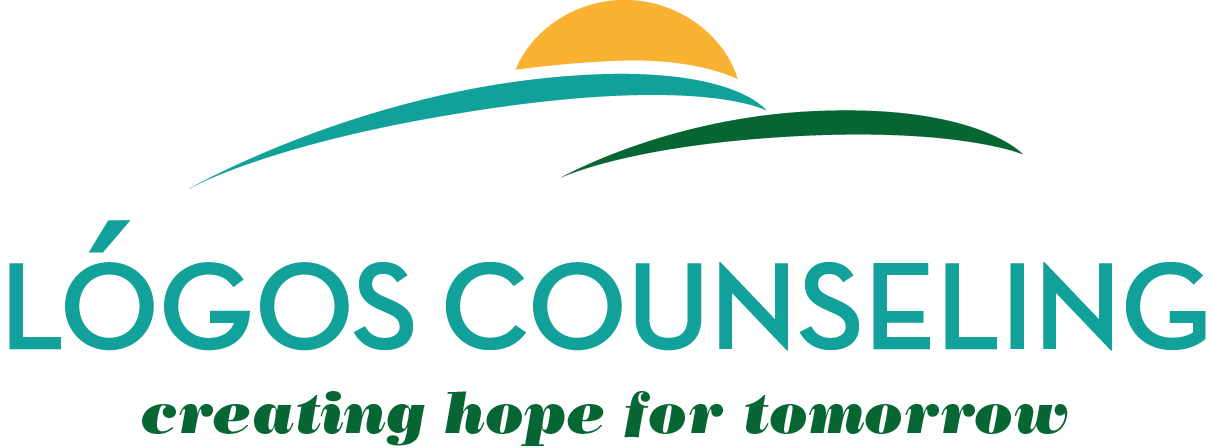 LÓGOS COUNSELING
creating hope for tomorrow